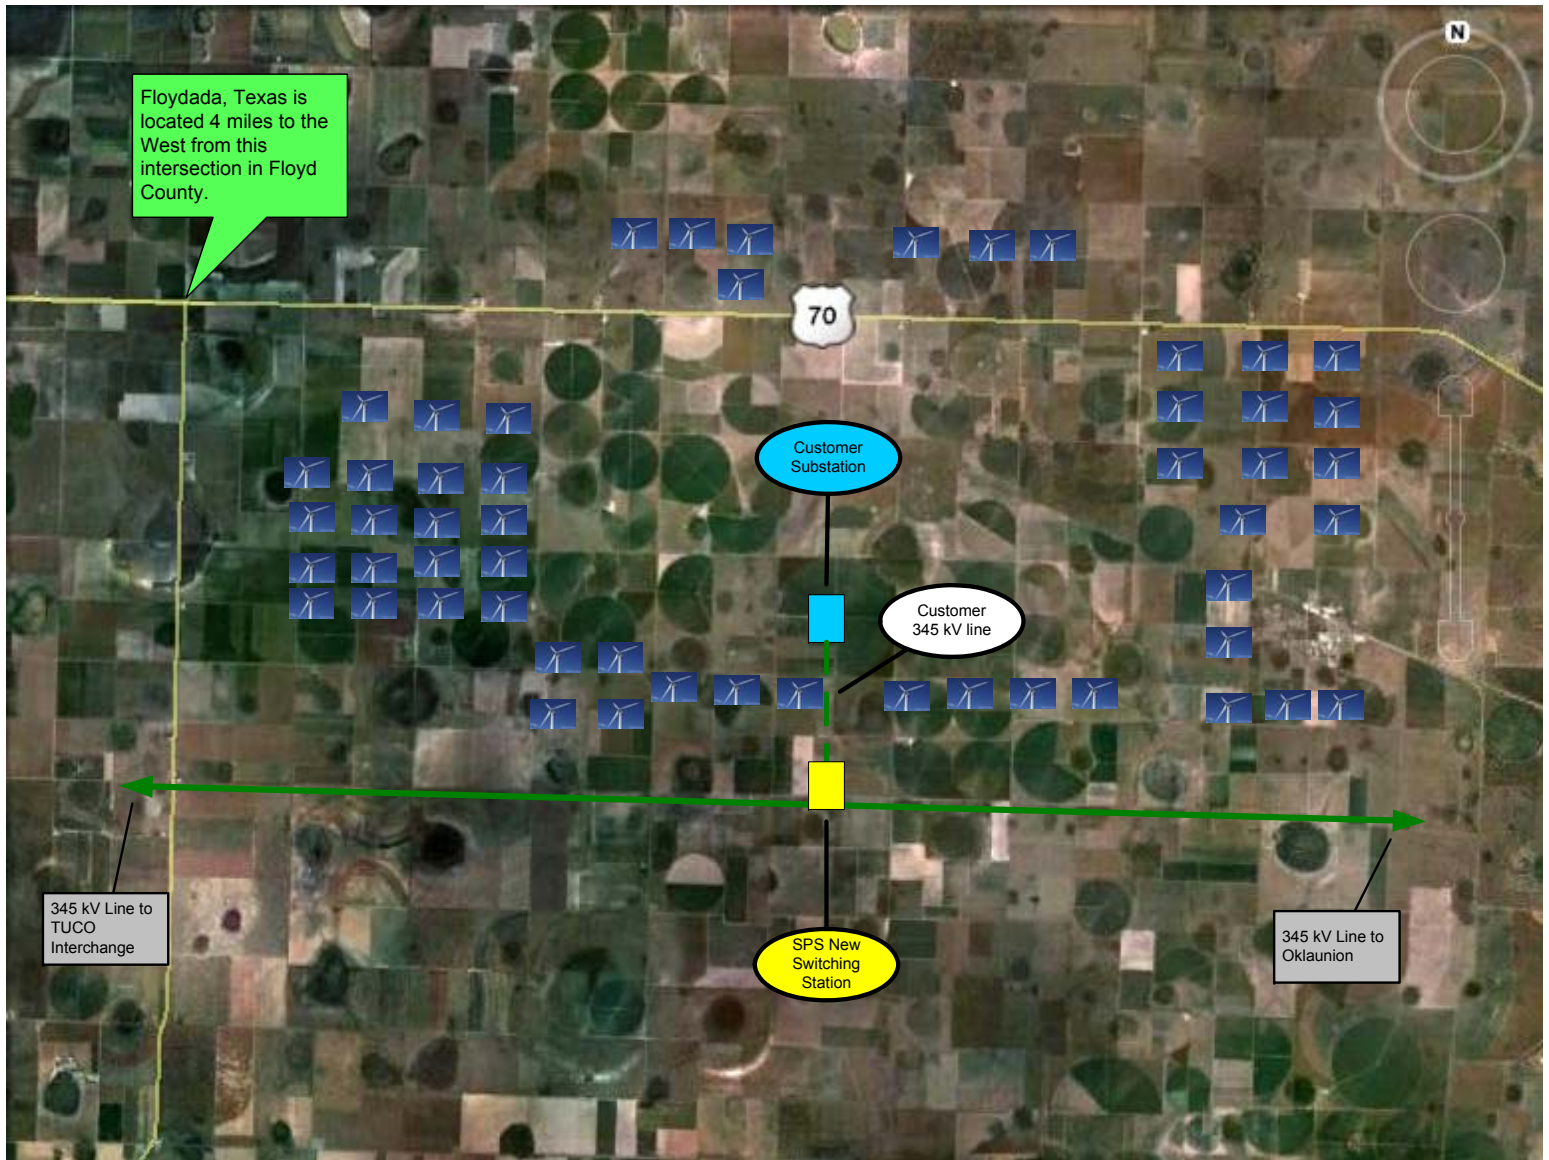 N
Floydada, Texas is
located 4 miles to the
West from this
intersection in Floyd
County.
70
Customer
Substation
Customer
345 kV line
345 kV Line to
TUCO
Interchange
SPS New
Switching
Station
345 kV Line to
Oklaunion